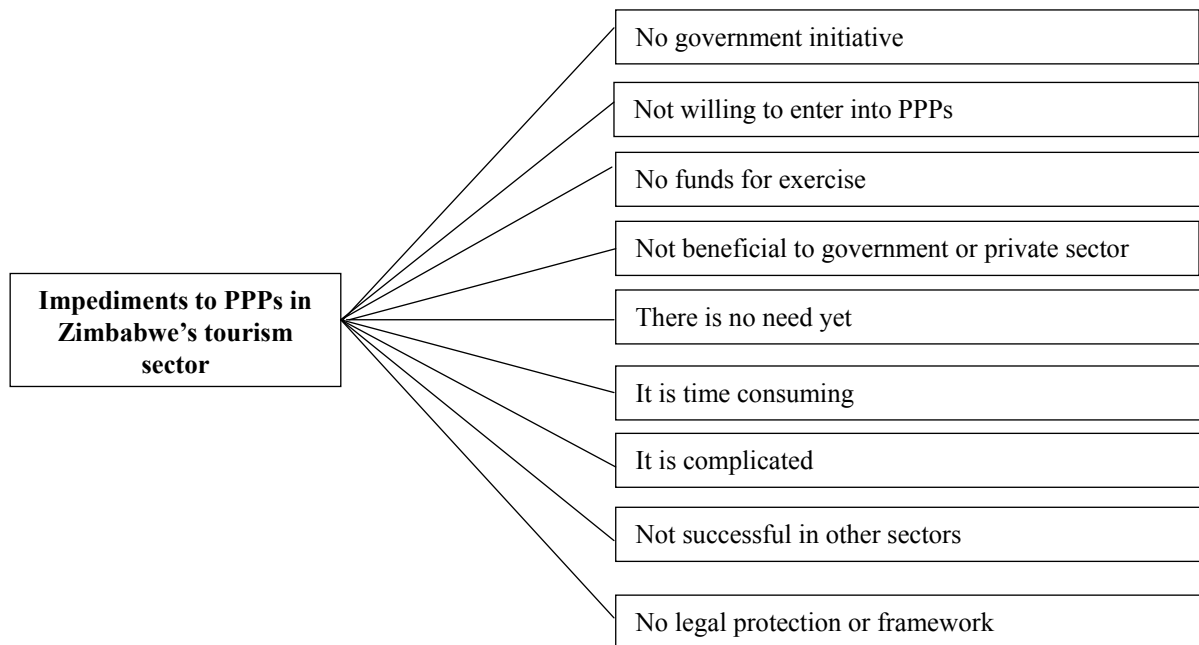 No government initiative
Not willing to enter into PPPs
No funds for exercise
Not beneficial to government or private sector
Impediments to PPPs in
Zimbabwe’s tourism
sector
There is no need yet
It is time consuming
It is complicated
Not successful in other sectors
No legal protection or framework